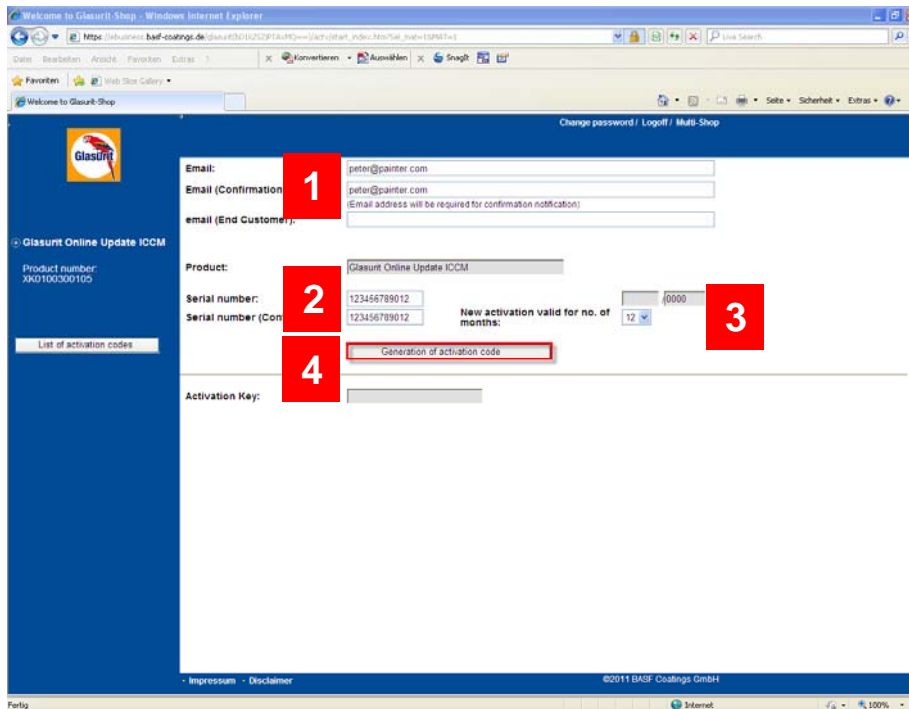 Welcome to Glasurit-Shop - Windows Internet Explorer
Datei Bearbeiten Ansicht Favoriten Extras ?
x Konvertieren Auswählen x SnagIt
Live Search
Favoriten Web Slice Gallery
Welcome to Glasurit-Shop
Seite Sicherheit Extras
Change password / Logoff / Multi-Shop
Glasurit
Email: peter@painter.com
1
Email (Confirmation peter@painter.com
(Email address will be required for confirmation notification)
email (End Customer):
Glasurit Online Update ICCM
Product number:
XK0100300105
Product: Glasurit Online Update ICCM
2
Serial number: 123456789012 /0000
Serial number (Con 123456789012 New activation valid for no. of months: 12
3
List of activation codes
4
Generation of activation code
Activation Key:
- Impressum - Disclaimer ©2011 BASF Coatings GmbH
Fertig Internet 100%